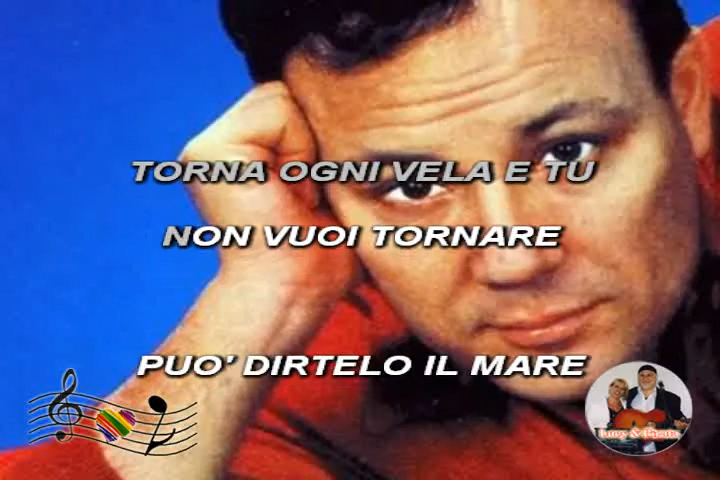 TORNA OGNI VELA E TU
NON VUOI TORNARE
PUO' DIRTELO IL MARE